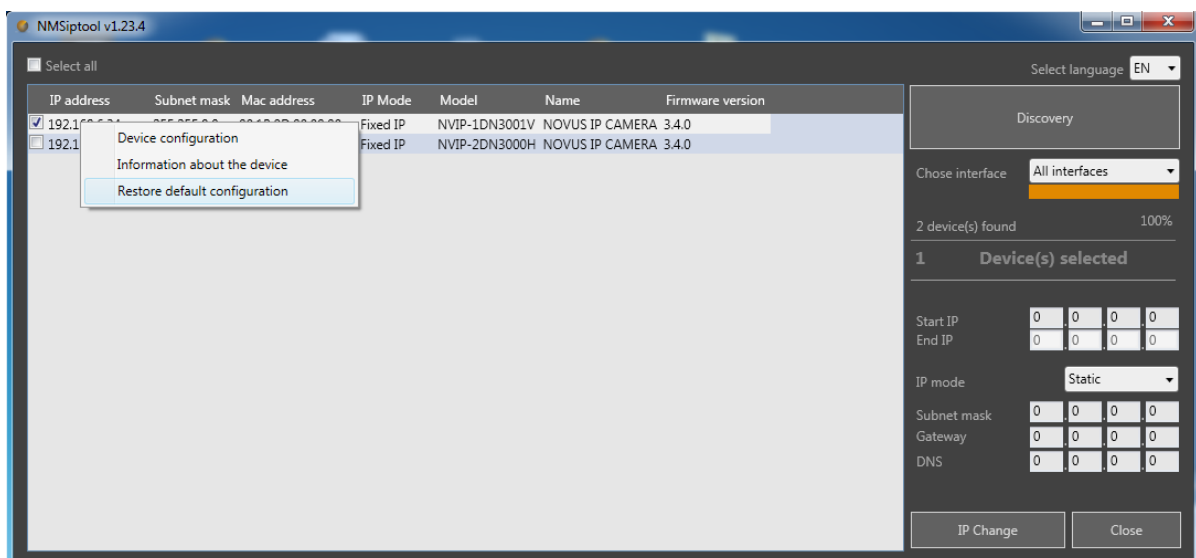 NMSiptool v1.23.4
Select all
Select language EN
IP address Subnet mask Mac address IP Mode Model Name Firmware version
Fixed IP NVIP-1DN3001V NOVUS IP CAMERA 3.4.0
192.1 Fixed IP NVIP-2DN3000H NOVUS IP CAMERA 3.4.0
Device configuration
Information about the device
Restore default configuration
Discovery
Chose interface All interfaces
2 device(s) found 100%
1 Device(s) selected
Start IP 0 . 0 . 0 . 0
End IP 0 . 0 . 0 . 0
IP mode Static
Subnet mask 0 . 0 . 0 . 0
Gateway 0 . 0 . 0 . 0
DNS 0 . 0 . 0 . 0
IP Change Close